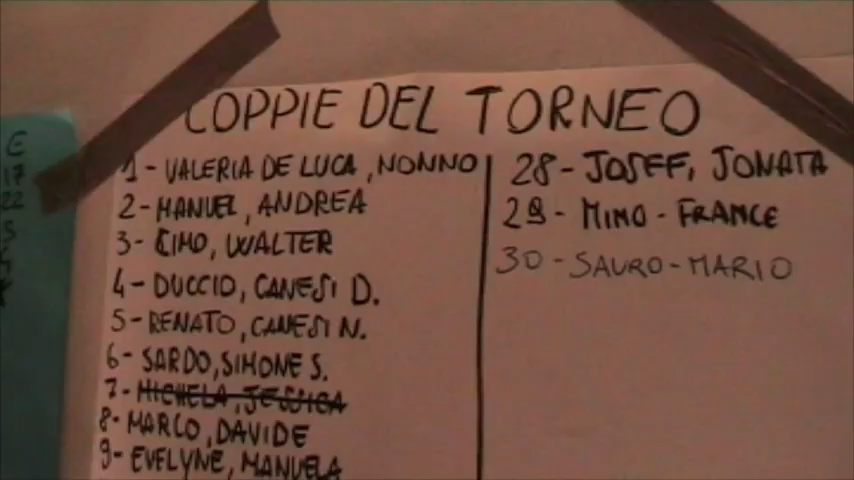 COPPIE DEL TORNEO
1 - VALERIA DE LUCA, NONNO
2 - MANUEL, ANDREA
3 - CIMO, WALTER
4 - DUCCIO, CANESI D.
5 - RENATO, CANESI N.
6 - SARDO, SIMONE S.
7 - MICHELA, JESSICA
8 - MARCO, DAVIDE
9 - EVELYNE, MANUELA
28 - JOSEF, JONATA
29 - MIMO - FRANCE
30 - SAURO - MARIO
E
17
22